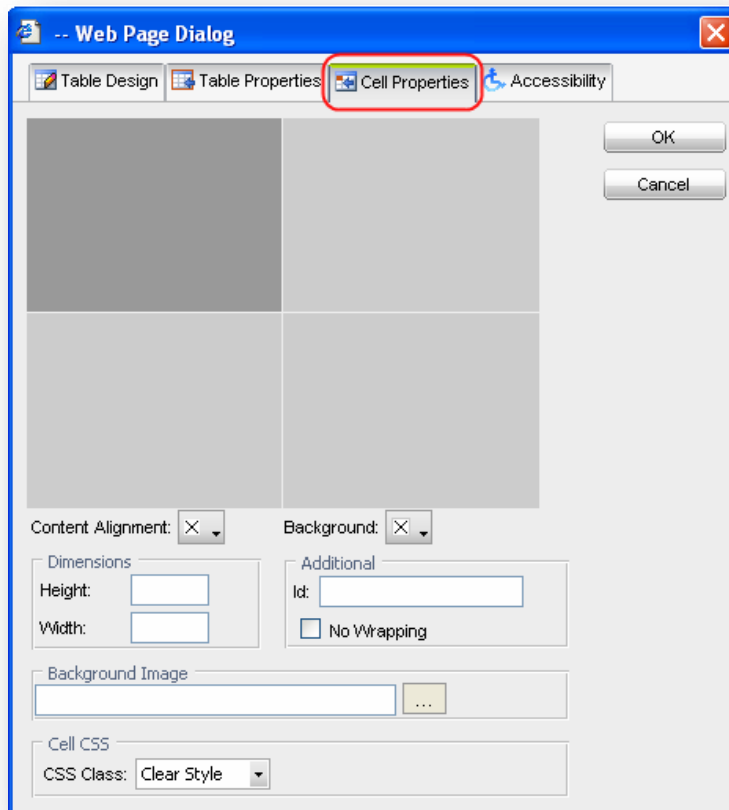 -- Web Page Dialog
Table Design Table Properties Cell Properties Accessibility
OK
Cancel
Content Alignment: Background:
Dimensions
Height:
Width:
Additional
Id:
No Wrapping
Background Image
...
Cell CSS
CSS Class: Clear Style